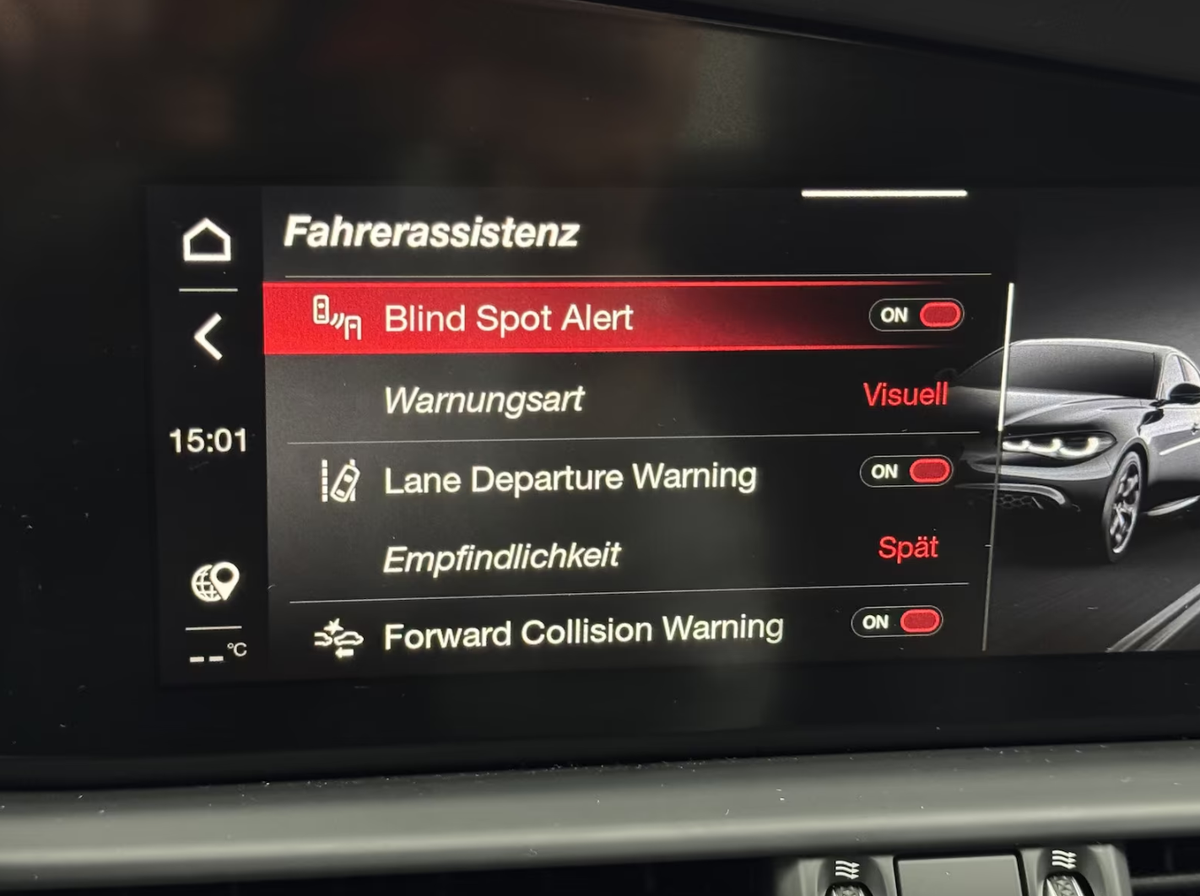 Fahrerassistenz
Blind Spot Alert ON
Warnungsart Visuell
15:01
Lane Departure Warning ON
Empfindlichkeit Spät
Forward Collision Warning ON
--°C